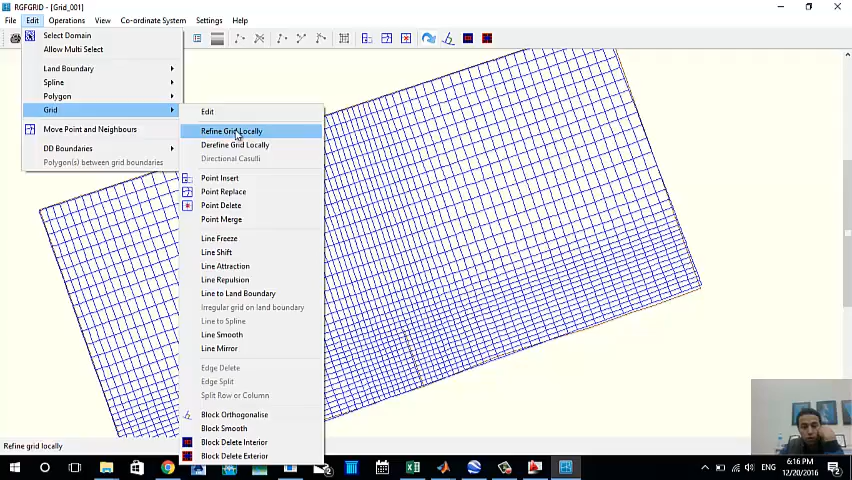 RGFGRID - [Grid_001]
File Edit Operations View Co-ordinate System Settings Help
Select Domain
Allow Multi Select
Land Boundary
Spline
Polygon
Grid
Move Point and Neighbours
DD Boundaries
Polygon(s) between grid boundaries
Edit
Refine Grid Locally
Derefine Grid Locally
Directional Casulli
Point Insert
Point Replace
Point Delete
Point Merge
Line Freeze
Line Shift
Line Attraction
Line Repulsion
Line to Land Boundary
Irregular grid on land boundary
Line to Spline
Line Smooth
Line Mirror
Edge Delete
Edge Split
Split Row or Column
Block Orthogonalise
Block Smooth
Block Delete Interior
Block Delete Exterior
Refine grid locally
ENG
6:16 PM
12/20/2016